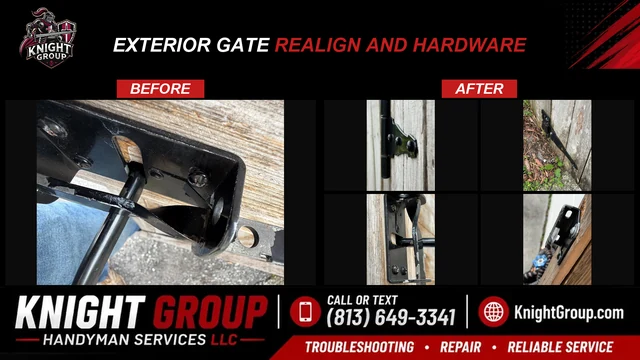 KNIGHT
GROUP
EXTERIOR GATE REALIGN AND HARDWARE
BEFORE
AFTER
KNIGHT GROUP
HANDYMAN SERVICES LLC
CALL OR TEXT
(813) 649-3341
KnightGroup.com
TROUBLESHOOTING • REPAIR • RELIABLE SERVICE